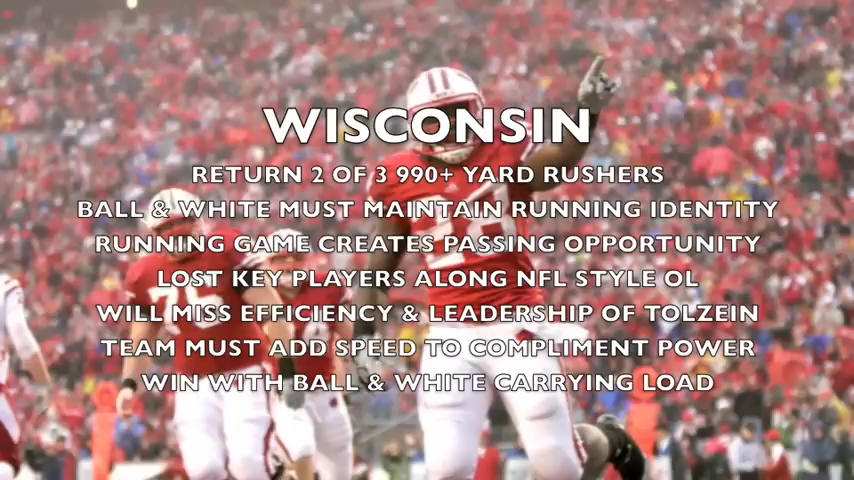 WISCONSIN
RETURN 2 OF 3 990+ YARD RUSHERS
BALL & WHITE MUST MAINTAIN RUNNING IDENTITY
RUNNING GAME CREATES PASSING OPPORTUNITY
LOST KEY PLAYERS ALONG NFL STYLE OL
WILL MISS EFFICIENCY & LEADERSHIP OF TOLZEIN
TEAM MUST ADD SPEED TO COMPLIMENT POWER
WIN WITH BALL & WHITE CARRYING LOAD